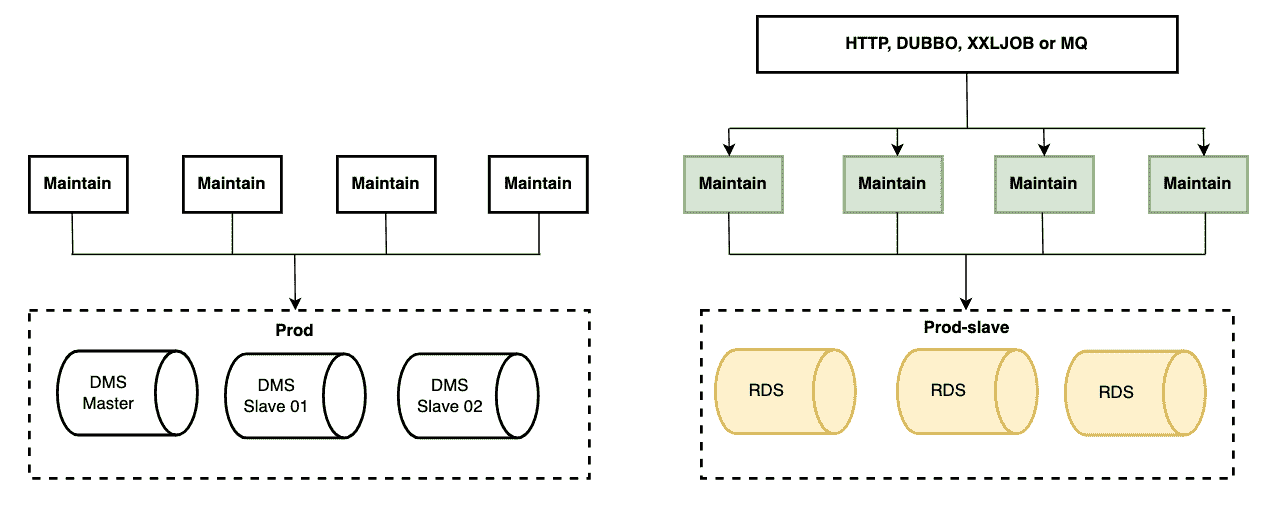 HTTP, DUBBO, XXLJOB or MQ
Maintain
Maintain
Maintain
Maintain
Maintain
Maintain
Maintain
Maintain
Prod
DMS
Master
DMS
Slave 01
DMS
Slave 02
Prod-slave
RDS
RDS
RDS